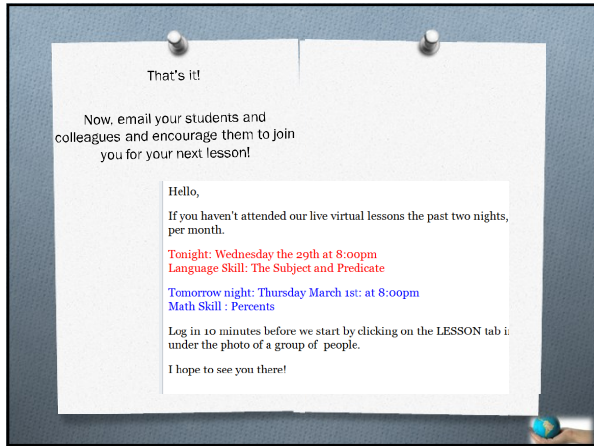 That's it!
Now, email your students and
colleagues and encourage them to join
you for your next lesson!
Hello,
If you haven't attended our live virtual lessons the past two nights,
per month.
Tonight: Wednesday the 29th at 8:00pm
Language Skill: The Subject and Predicate
Tomorrow night: Thursday March 1st: at 8:00pm
Math Skill : Percents
Log in 10 minutes before we start by clicking on the LESSON tab i
under the photo of a group of people.
I hope to see you there!